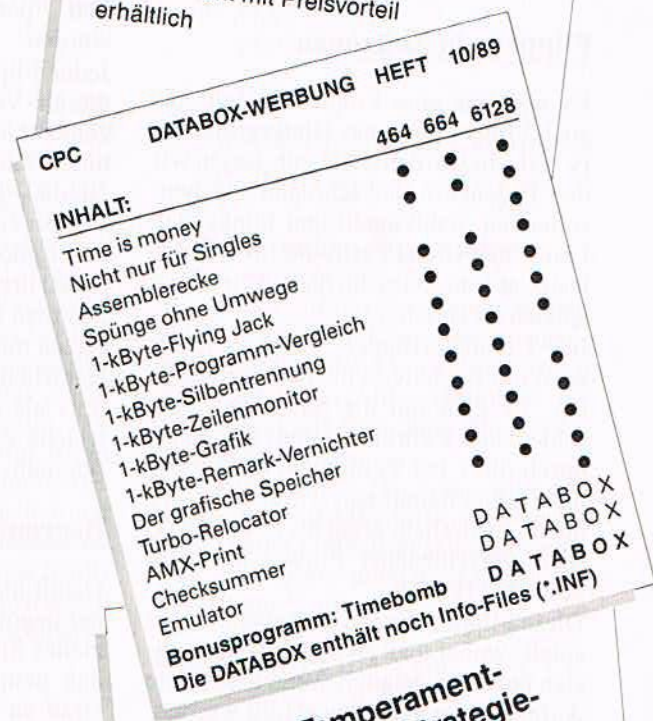 mit Preisvorteil
erhältlich
CPC DATABOX-WERBUNG HEFT 10/89
464 664 6128
INHALT:
Time is money
Nicht nur für Singles
Assemblerecke
Spünge ohne Umwege
1-kByte-Flying Jack
1-kByte-Programm-Vergleich
1-kByte-Silbentrennung
1-kByte-Zeilenmonitor
1-kByte-Grafik
1-kByte-Remark-Vernichter
Der grafische Speicher
Turbo-Relocator
AMX-Print DATABOX
Checksummer DATABOX
Emulator DATABOX
Bonusprogramm: Timebomb
Die DATABOX enthält noch Info-Files (*.INF)